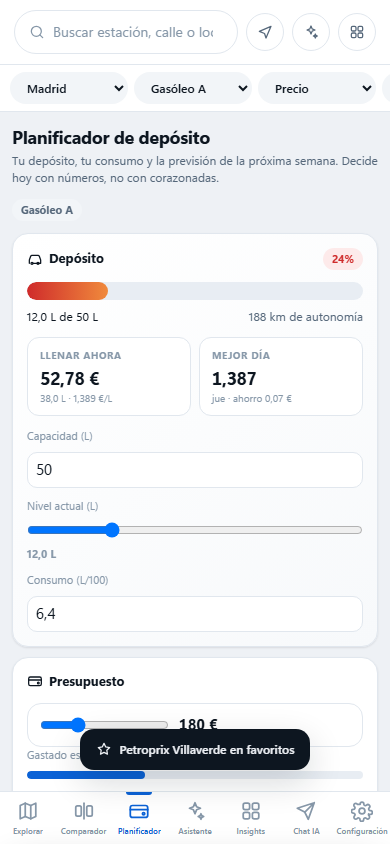 Buscar estación, calle o loc
Madrid
Gasóleo A
Precio
Planificador de depósito
Tu depósito, tu consumo y la previsión de la próxima semana. Decide
hoy con números, no con corazonadas.
Gasóleo A
Depósito
24%
12,0 L de 50 L
188 km de autonomía
LLENAR AHORA
52,78 €
38,0 L · 1,389 €/L
MEJOR DÍA
1,387
jue · ahorro 0,07 €
Capacidad (L)
50
Nivel actual (L)
12,0 L
Consumo (L/100)
6,4
Presupuesto
180 €
Gastado es
Petroprix Villaverde en favoritos
Explorar
Comparador
Planificador
Asistente
Insights
Chat IA
Configuración